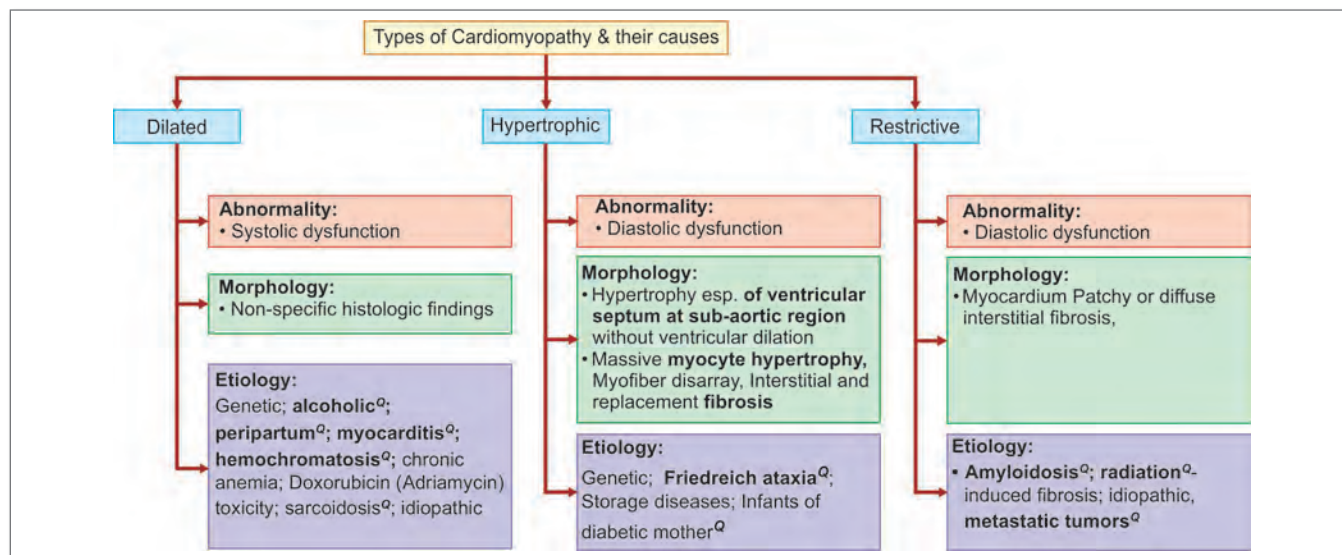 Types of Cardiomyopathy & their causes
Dilated
Hypertrophic
Restrictive
Abnormality:
• Systolic dysfunction
Morphology:
• Non-specific histologic findings
Etiology:
Genetic; alcoholicQ;
peripartumQ; myocarditisQ;
hemochromatosisQ; chronic
anemia; Doxorubicin (Adriamycin)
toxicity; sarcoidosisQ; idiopathic
Abnormality:
• Diastolic dysfunction
Morphology:
• Hypertrophy esp. of ventricular
septum at sub-aortic region
without ventricular dilation
• Massive myocyte hypertrophy,
Myofiber disarray, Interstitial and
replacement fibrosis
Etiology:
Genetic; Friedreich ataxiaQ;
Storage diseases; Infants of
diabetic motherQ
Abnormality:
• Diastolic dysfunction
Morphology:
• Myocardium Patchy or diffuse
interstitial fibrosis,
Etiology:
• AmyloidosisQ; radiationQ-
induced fibrosis; idiopathic,
metastatic tumorsQ